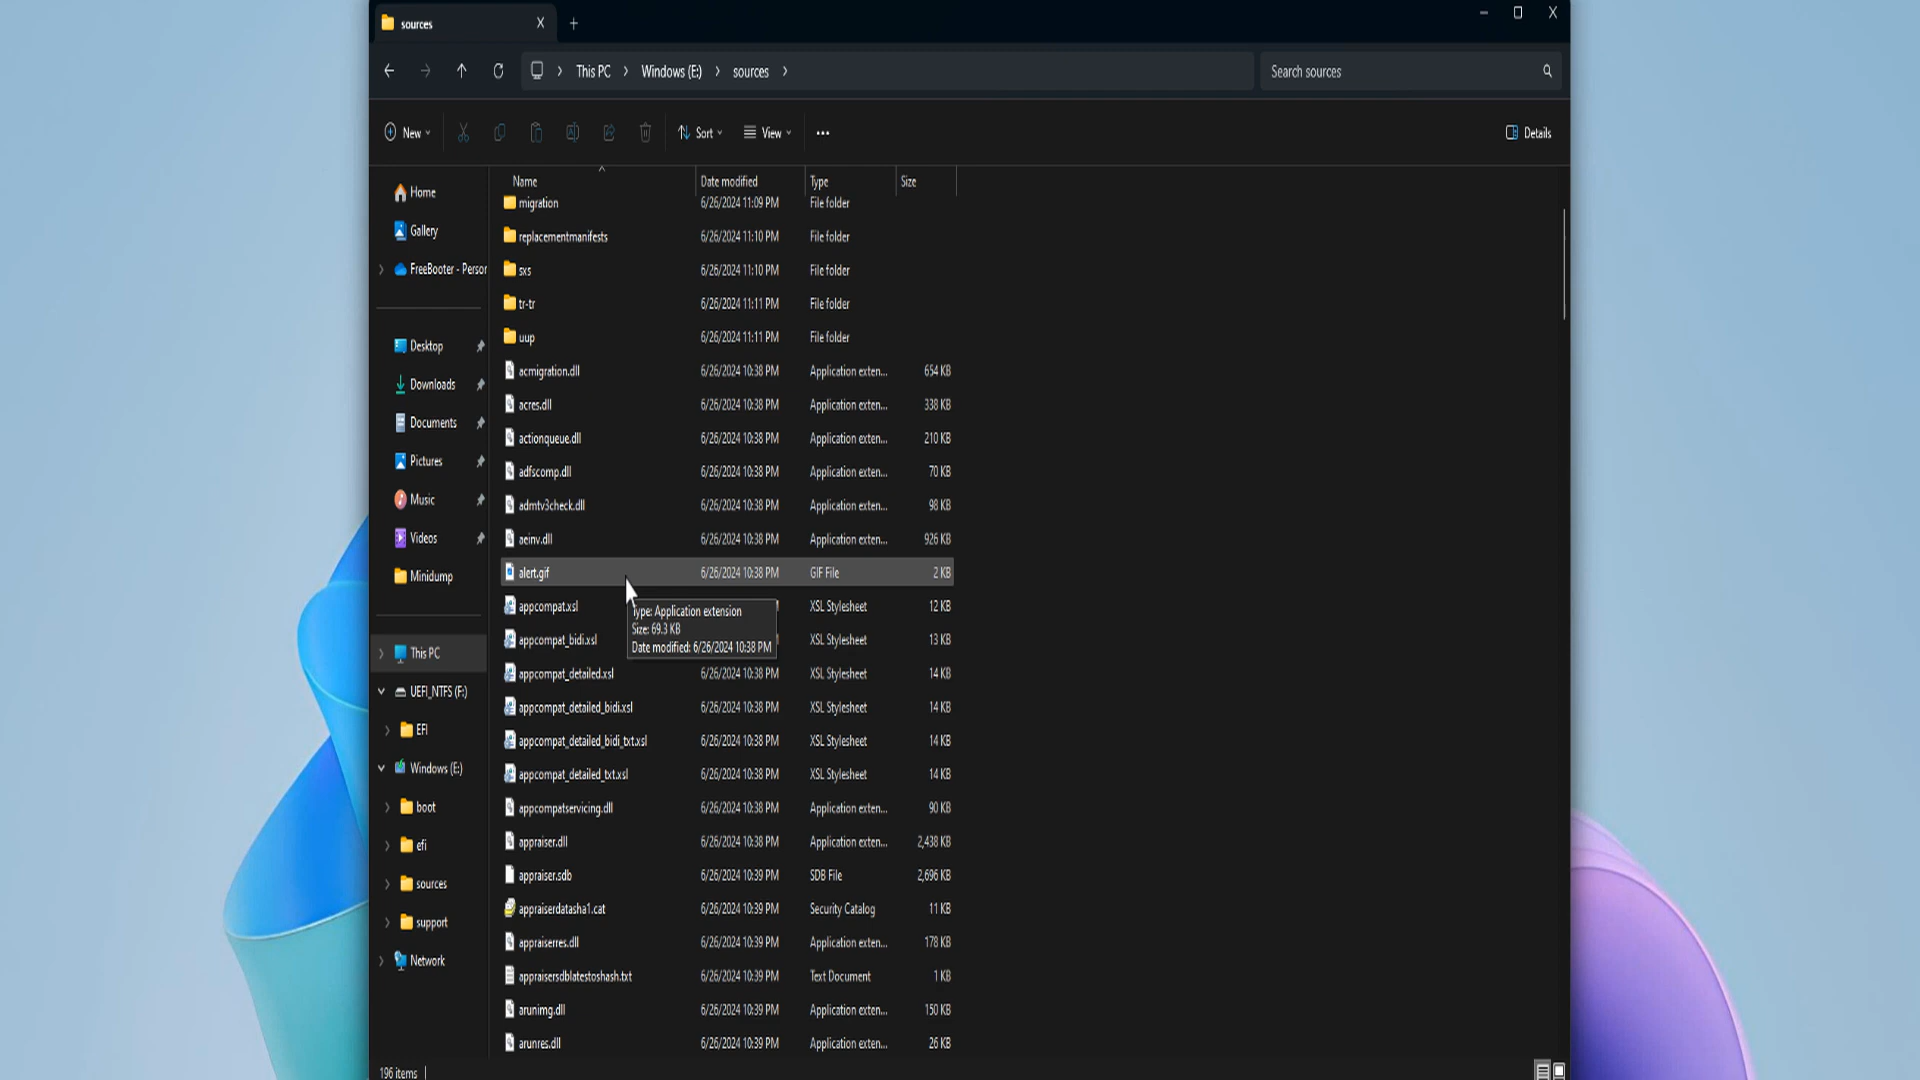 sources
This PC > Windows (E:) > sources >
Search sources
New
Sort
View
Details
Home
Gallery
FreeBooter - Person
Desktop
Downloads
Documents
Pictures
Music
Videos
Minidump
This PC
UEFI_NTFS (F:)
EFI
Windows (E:)
boot
efi
sources
support
Network
Name Date modified Type Size
migration 6/26/2024 11:09 PM File folder
replacementmanifests 6/26/2024 11:10 PM File folder
sxs 6/26/2024 11:10 PM File folder
tr-tr 6/26/2024 11:11 PM File folder
uup 6/26/2024 11:11 PM File folder
acmigration.dll 6/26/2024 10:38 PM Application exten... 654 KB
acres.dll 6/26/2024 10:38 PM Application exten... 338 KB
actionqueue.dll 6/26/2024 10:38 PM Application exten... 210 KB
adfscomp.dll 6/26/2024 10:38 PM Application exten... 70 KB
admtv3check.dll 6/26/2024 10:38 PM Application exten... 98 KB
aeinv.dll 6/26/2024 10:38 PM Application exten... 926 KB
alert.gif 6/26/2024 10:38 PM GIF File 2 KB
appcompat.xsl XSL Stylesheet 12 KB
Type: Application extension
Size: 69.3 KB
Date modified: 6/26/2024 10:38 PM
appcompat_bidi.xsl XSL Stylesheet 13 KB
appcompat_detailed.xsl 6/26/2024 10:38 PM XSL Stylesheet 14 KB
appcompat_detailed_bidi.xsl 6/26/2024 10:38 PM XSL Stylesheet 14 KB
appcompat_detailed_bidi_txt.xsl 6/26/2024 10:38 PM XSL Stylesheet 14 KB
appcompat_detailed_txt.xsl 6/26/2024 10:38 PM XSL Stylesheet 14 KB
appcompatservicing.dll 6/26/2024 10:38 PM Application exten... 90 KB
appraiser.dll 6/26/2024 10:38 PM Application exten... 2,438 KB
appraiser.sdb 6/26/2024 10:39 PM SDB File 2,696 KB
appraiserdatasha1.cat 6/26/2024 10:39 PM Security Catalog 11 KB
appraiserres.dll 6/26/2024 10:39 PM Application exten... 178 KB
appraisersdblatestoshash.txt 6/26/2024 10:39 PM Text Document 1 KB
arunimg.dll 6/26/2024 10:39 PM Application exten... 150 KB
arunres.dll 6/26/2024 10:39 PM Application exten... 26 KB
196 items